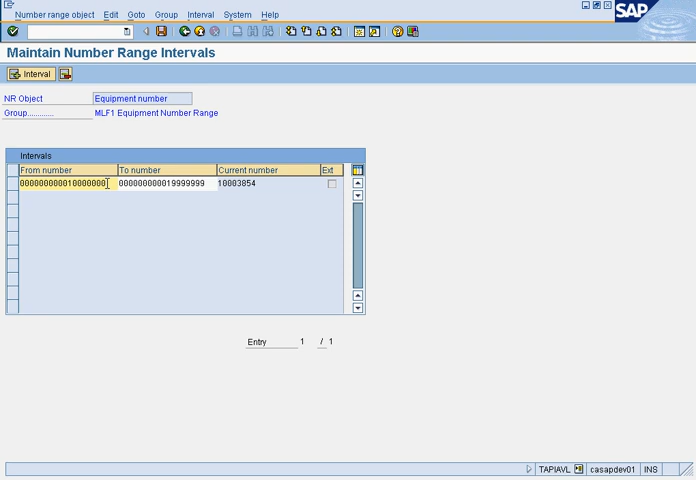 Number range object Edit Goto Group Interval System Help
SAP
Maintain Number Range Intervals
Interval
NR Object Equipment number
Group............ MLF1 Equipment Number Range
Intervals
From number To number Current number Ext
000000000010000000 000000000019999999 10003854
Entry 1 / 1
TAPIAVL casapdev01 INS